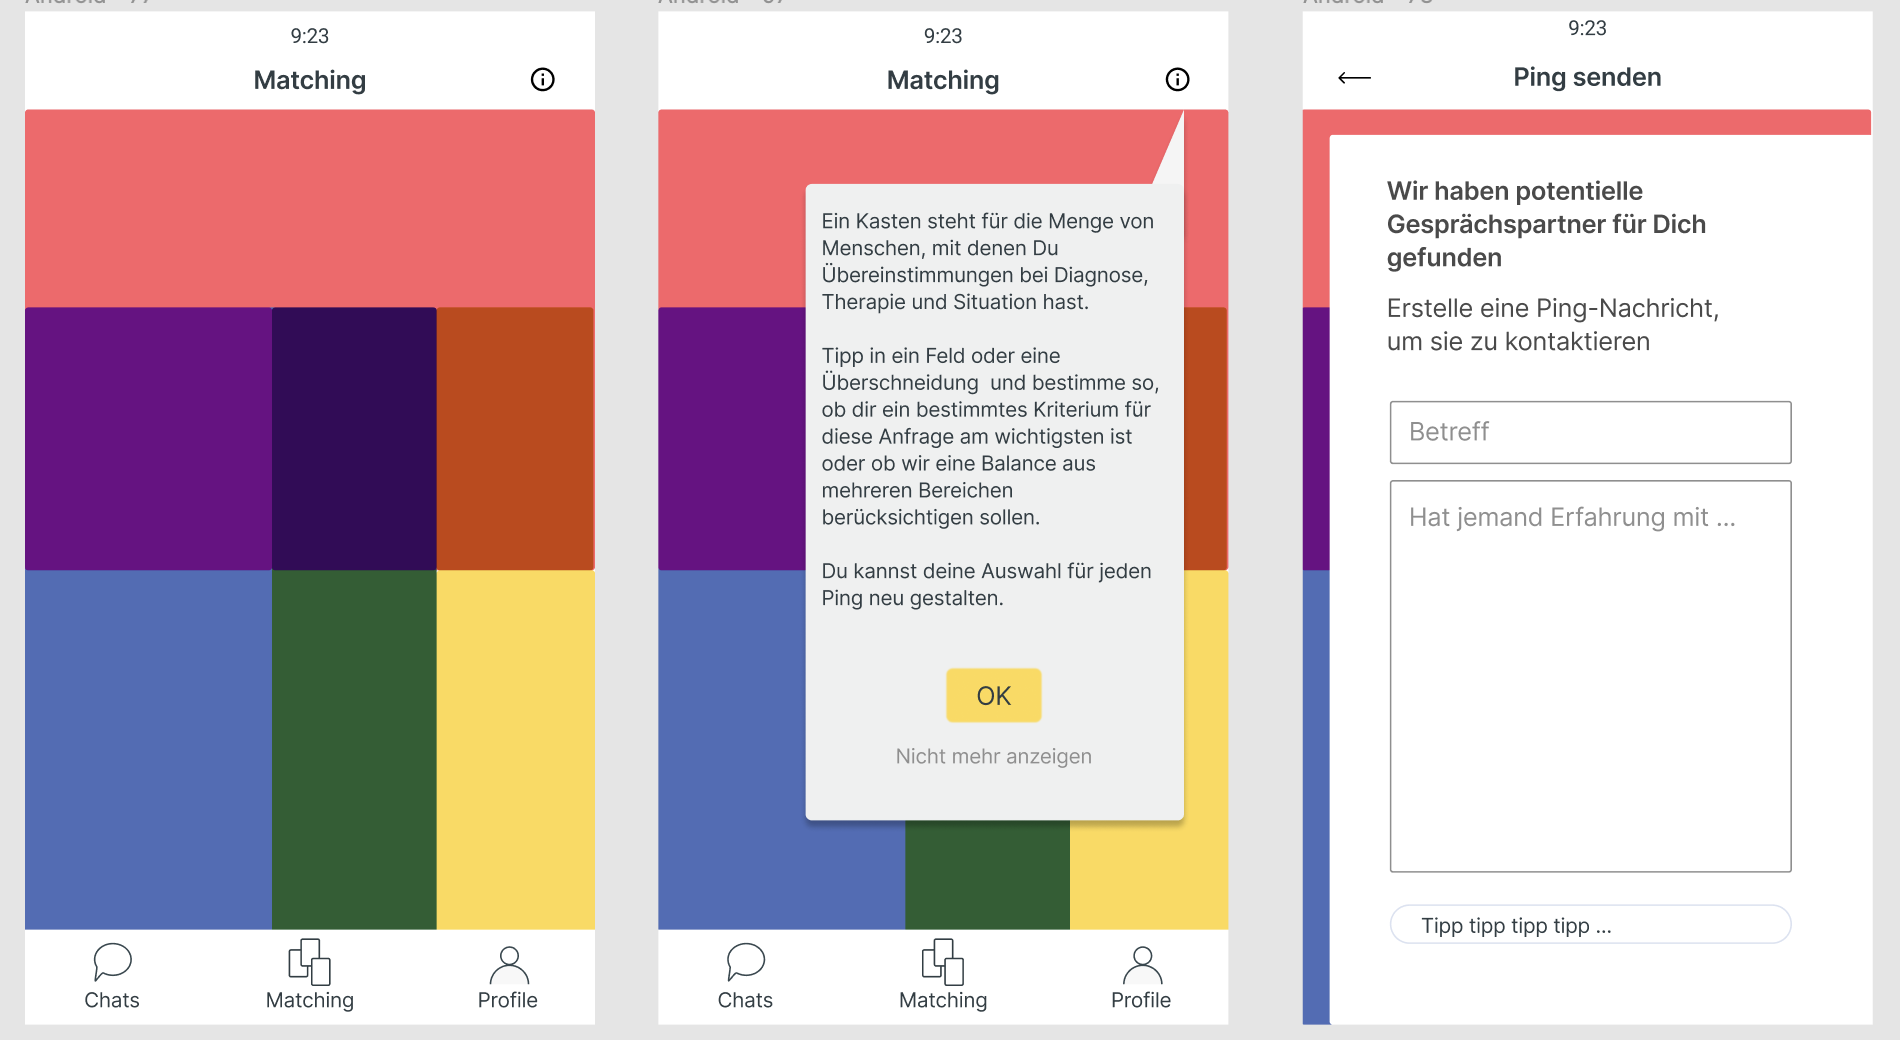 9:23
Matching
Chats
Matching
Profile
9:23
Matching
Ein Kasten steht für die Menge von
Menschen, mit denen Du
Übereinstimmungen bei Diagnose,
Therapie und Situation hast.
Tipp in ein Feld oder eine
Überschneidung  und bestimme so,
ob dir ein bestimmtes Kriterium für
diese Anfrage am wichtigsten ist
oder ob wir eine Balance aus
mehreren Bereichen
berücksichtigen sollen.
Du kannst deine Auswahl für jeden
Ping neu gestalten.
OK
Nicht mehr anzeigen
Chats
Matching
Profile
9:23
Ping senden
Wir haben potentielle
Gesprächspartner für Dich
gefunden
Erstelle eine Ping-Nachricht,
um sie zu kontaktieren
Betreff
Hat jemand Erfahrung mit ...
Tipp tipp tipp tipp ...